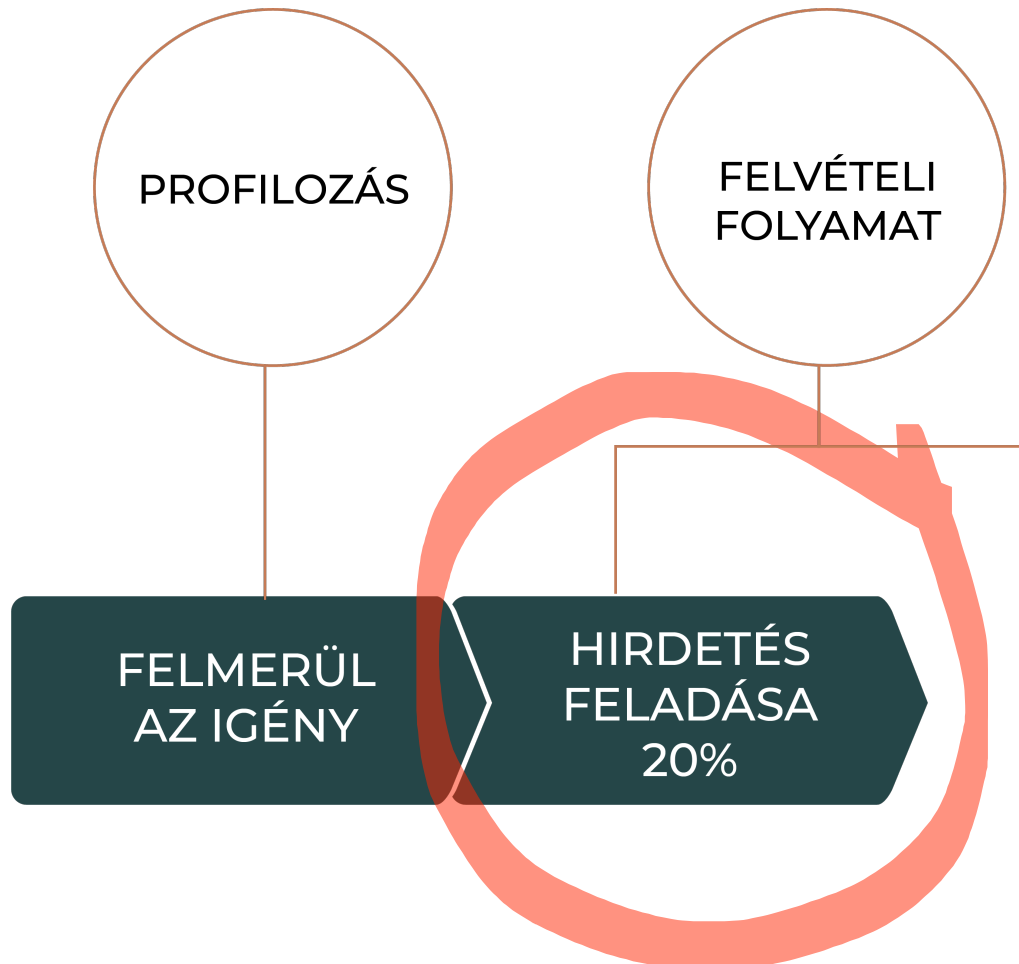 PROFILOZÁS
FELVÉTELI
FOLYAMAT
FELMERÜL
AZ IGÉNY
HIRDETÉS
FELADÁSA
20%